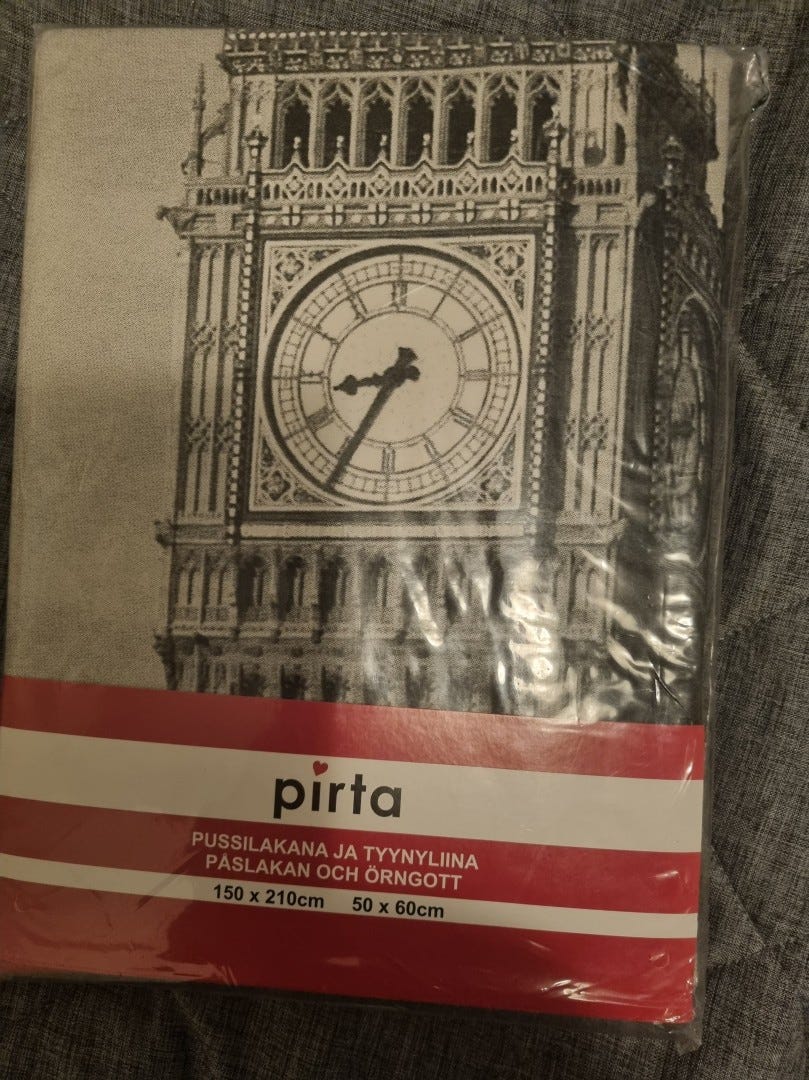 pirta
PUSSILAKANA JA TYYNYLIINA
PÅSLAKAN OCH ÖRNGOTT
150 x 210cm 50 x 60cm